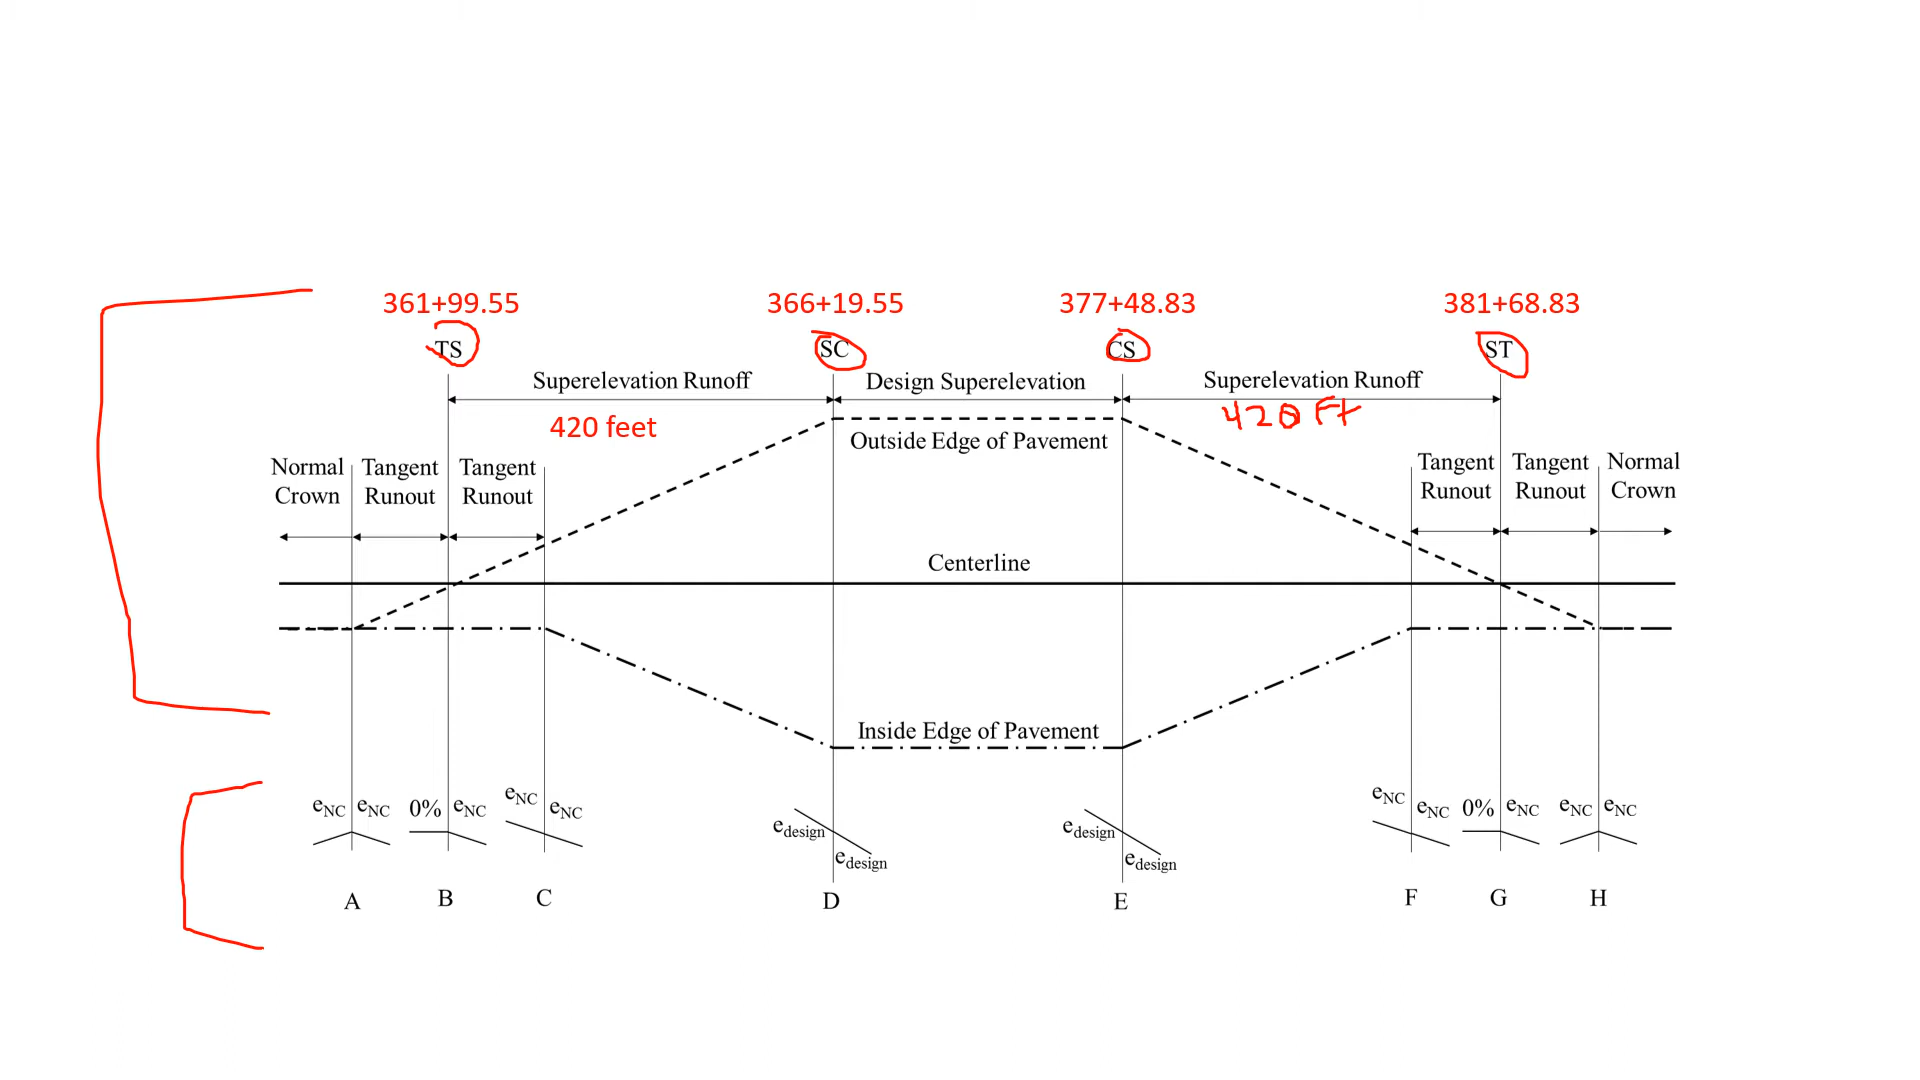 361+99.55 366+19.55 377+48.83 381+68.83
TS SC CS ST
Superelevation Runoff Design Superelevation Superelevation Runoff
420 feet 420 Ft
Outside Edge of Pavement
Normal Tangent Tangent Tangent Tangent Normal
Crown Runout Runout Runout Runout Crown
Centerline
Inside Edge of Pavement
eNC eNC 0% eNC eNC eNC edesign edesign edesign edesign eNC eNC 0% eNC eNC eNC
A B C D E F G H